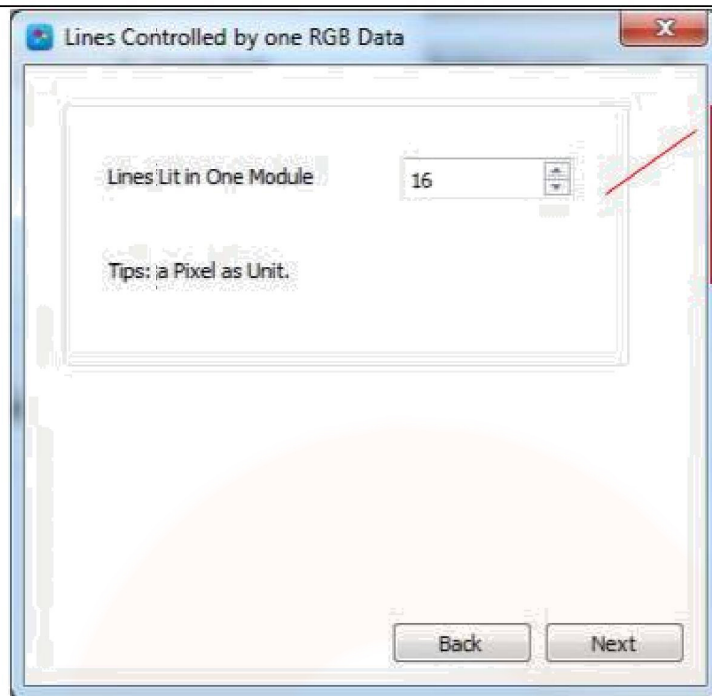 Lines Controlled by one RGB Data
Lines Lit in One Module 16
Tips: a Pixel as Unit.
Back Next